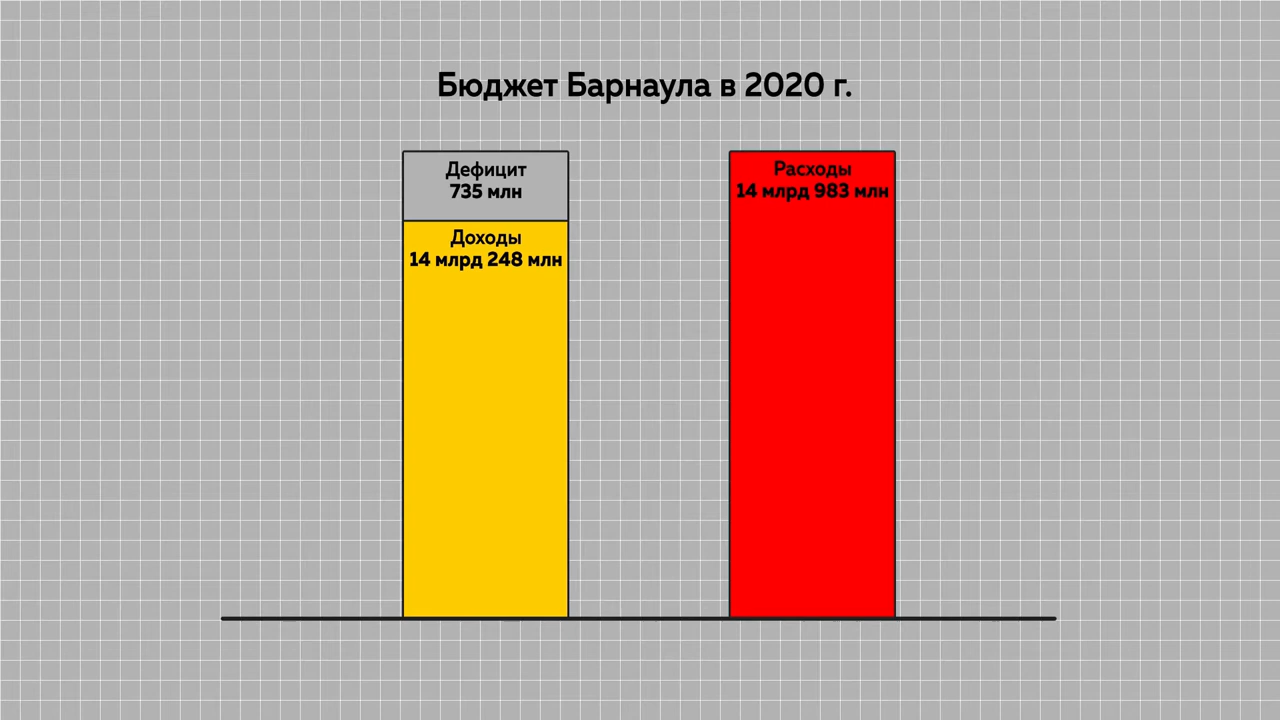 Бюджет Барнаула в 2020 г.
Дефицит
735 млн
Доходы
14 млрд 248 млн
Расходы
14 млрд 983 млн